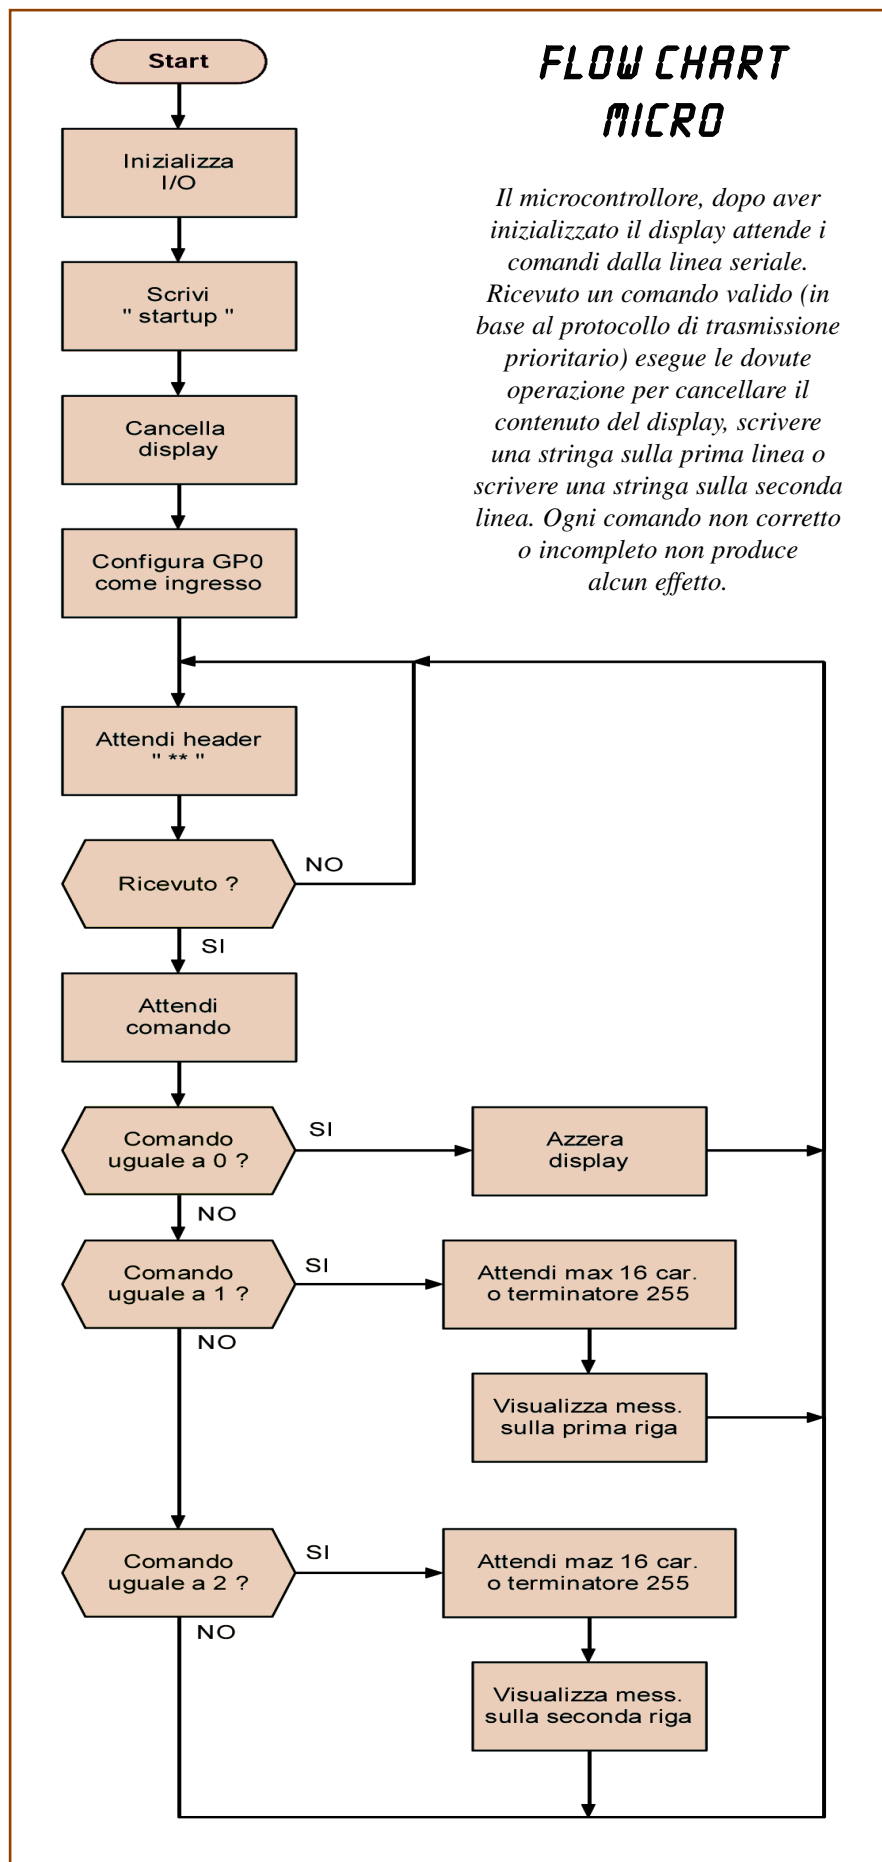 Start
FLOW CHART
MICRO
Inizializza
I/O
Il microcontrollore, dopo aver
inizializzato il display attende i
comandi dalla linea seriale.
Ricevuto un comando valido (in
base al protocollo di trasmissione
prioritario) esegue le dovute
operazione per cancellare il
contenuto del display, scrivere
una stringa sulla prima linea o
scrivere una stringa sulla seconda
linea. Ogni comando non corretto
o incompleto non produce
alcun effetto.
Scrivi
" startup "
Cancella
display
Configura GP0
come ingresso
Attendi header
" ** "
Ricevuto ?
NO
SI
Attendi
comando
Comando
uguale a 0 ?
SI
Azzera
display
NO
Comando
uguale a 1 ?
SI
Attendi max 16 car.
o terminatore 255
NO
Visualizza mess.
sulla prima riga
Comando
uguale a 2 ?
SI
Attendi maz 16 car.
o terminatore 255
NO
Visualizza mess.
sulla seconda riga